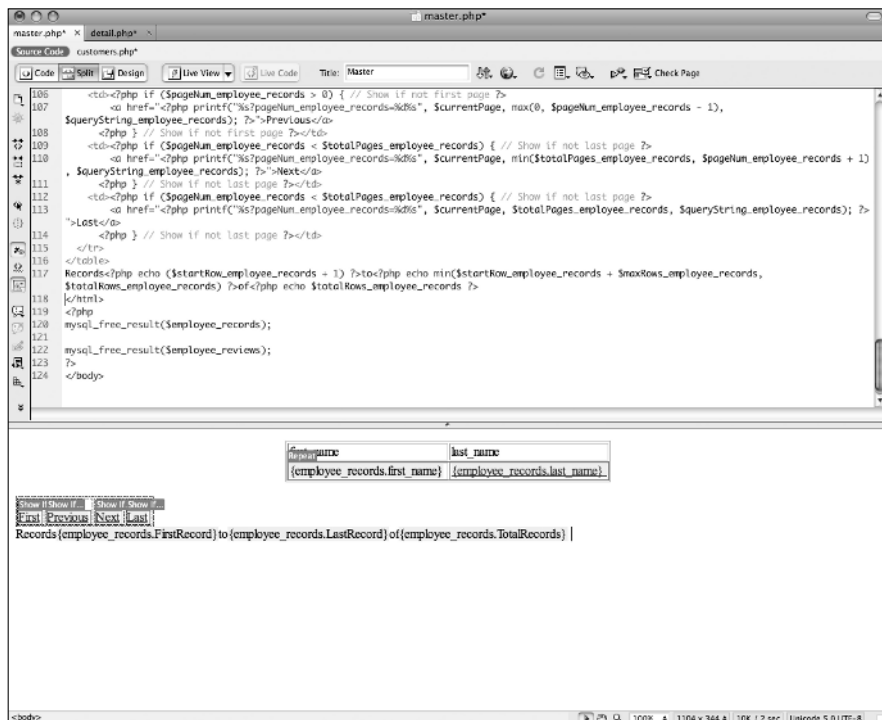 master.php*
master.php* × detail.php*
Source Code customers.php*
Code Split Design Live View Live Code Title: Master Check Page
106 <td><?php if ($pageNum_employee_records > 0) { // Show if not first page ?>
107 <a href="<?php printf("%s?pageNum_employee_records=%d%s", $currentPage, max(0, $pageNum_employee_records - 1),
$queryString_employee_records); ?>">Previous</a>
108 <?php } // Show if not first page ?></td>
109 <td><?php if ($pageNum_employee_records < $totalPages_employee_records) { // Show if not last page ?>
110 <a href="<?php printf("%s?pageNum_employee_records=%d%s", $currentPage, min($totalPages_employee_records, $pageNum_employee_records + 1)
, $queryString_employee_records); ?>">Next</a>
111 <?php } // Show if not last page ?></td>
112 <td><?php if ($pageNum_employee_records < $totalPages_employee_records) { // Show if not last page ?>
113 <a href="<?php printf("%s?pageNum_employee_records=%d%s", $currentPage, $totalPages_employee_records, $queryString_employee_records); ?>
">Last</a>
114 <?php } // Show if not last page ?></td>
115 </tr>
116 </table>
117 Records<?php echo ($startRow_employee_records + 1) ?>to<?php echo min($startRow_employee_records + $maxRows_employee_records,
$totalRows_employee_records) ?>of<?php echo $totalRows_employee_records ?>
118 </html>
119 <?php
120 mysql_free_result($employee_records);
121
122 mysql_free_result($employee_reviews);
123 ?>
124 </body>
last_name
Repeat
{employee_records.first_name} {employee_records.last_name}
Show If Show If... Show If Show If...
First Previous Next Last
Records{employee_records.FirstRecord}to{employee_records.LastRecord}of{employee_records.TotalRecords}
<body> 100% 1104 x 344 10K / 2 sec Unicode 5.0 UTF-8